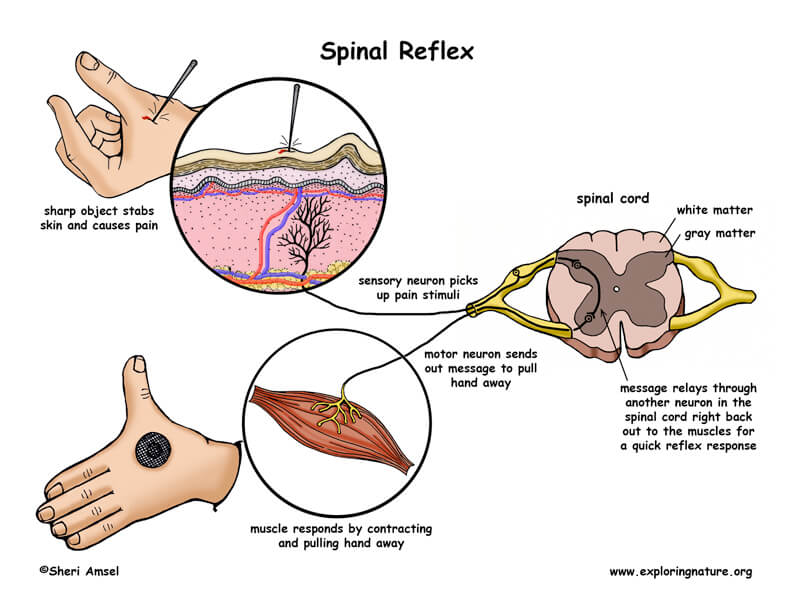 Spinal Reflex
sharp object stabs
skin and causes pain
spinal cord
white matter
gray matter
sensory neuron picks
up pain stimuli
motor neuron sends
out message to pull
hand away
message relays through
another neuron in the
spinal cord right back
out to the muscles for
a quick reflex response
muscle responds by contracting
and pulling hand away
©Sheri Amsel
www.exploringnature.org